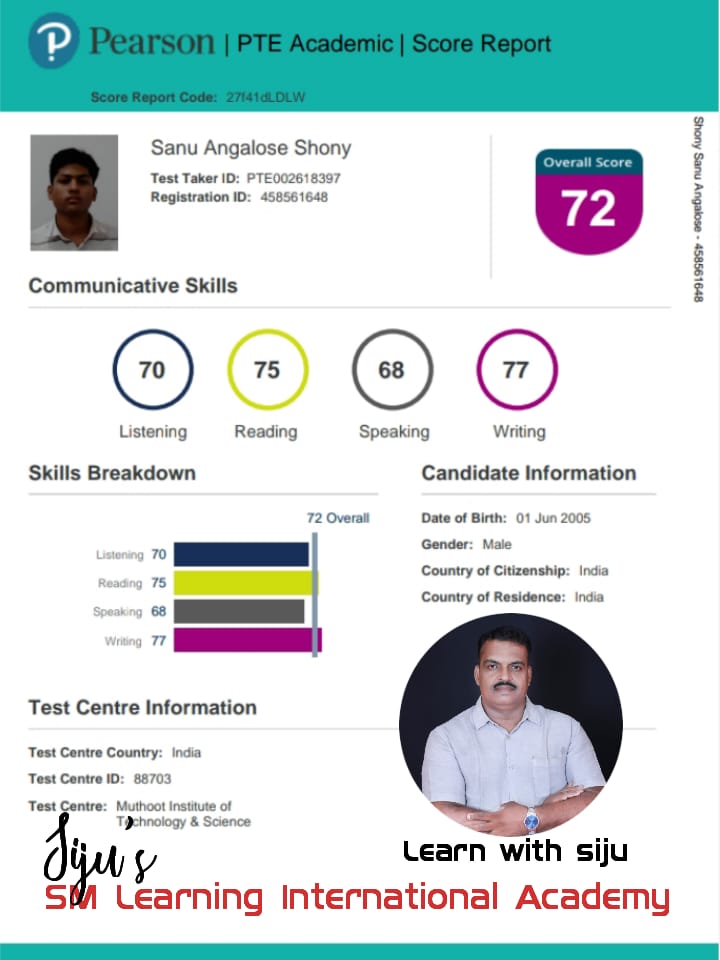 Pearson | PTE Academic | Score Report
Score Report Code: 27f41dLDLW
Shony Sanu Angalose - 458561648
Sanu Angalose Shony
Test Taker ID: PTE002618397
Registration ID: 458561648
Overall Score
72
Communicative Skills
70 75 68 77
Listening Reading Speaking Writing
Skills Breakdown
72 Overall
Listening 70
Reading 75
Speaking 68
Writing 77
Candidate Information
Date of Birth: 01 Jun 2005
Gender: Male
Country of Citizenship: India
Country of Residence: India
Test Centre Information
Test Centre Country: India
Test Centre ID: 88703
Test Centre: Muthoot Institute of
Technology & Science
Learn with siju
Siju's
SM Learning International Academy